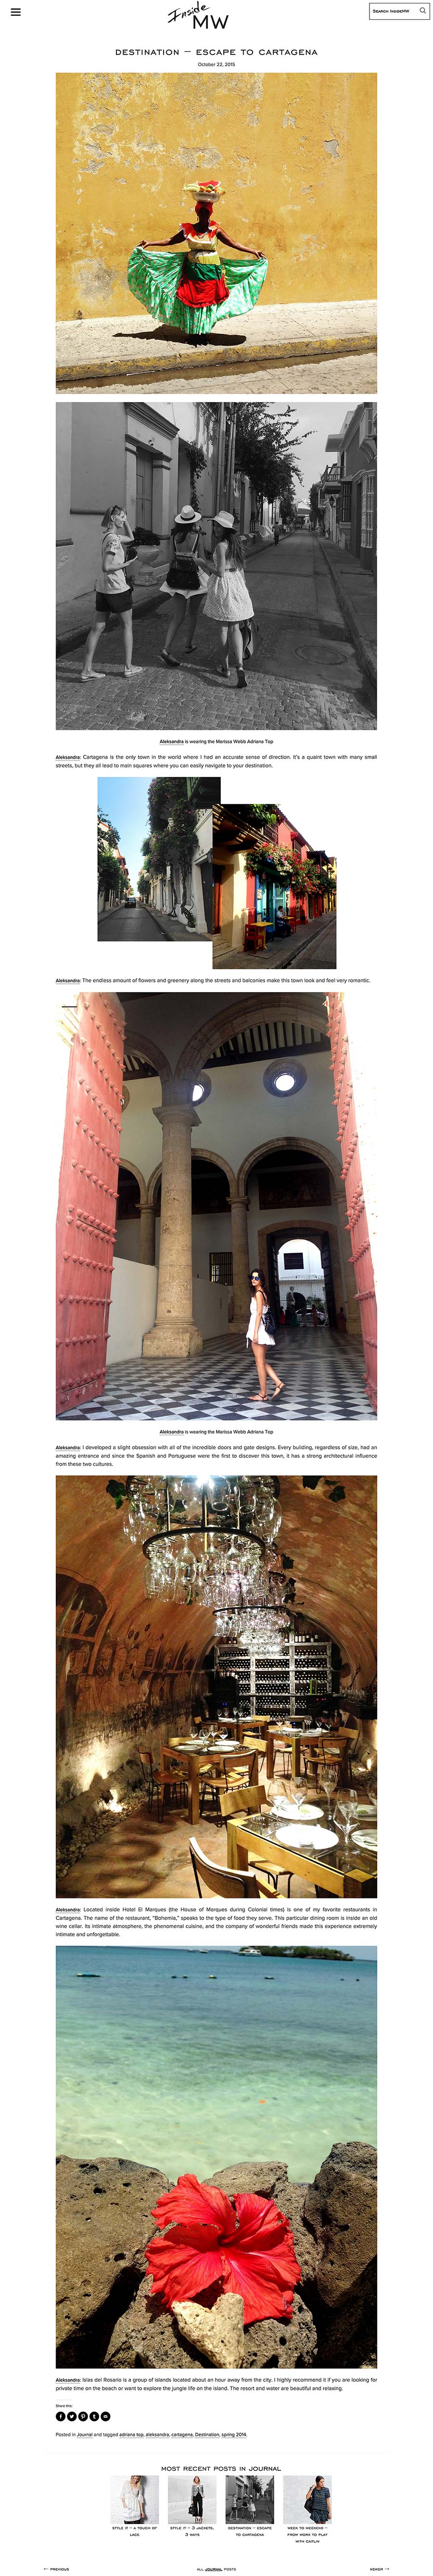 Inside
MW
Search InsideMW
DESTINATION – ESCAPE TO CARTAGENA
October 22, 2015
Aleksandra is wearing the Marissa Webb Adriana Top
Aleksandra: Cartagena is the only town in the world where I had an accurate sense of direction. It's a quaint town with many small
streets, but they all lead to main squares where you can easily navigate to your destination.
Aleksandra: The endless amount of flowers and greenery along the streets and balconies make this town look and feel very romantic.
Aleksandra is wearing the Marissa Webb Adriana Top
Aleksandra: I developed a slight obsession with all of the incredible doors and gate designs. Every building, regardless of size, had an
amazing entrance and since the Spanish and Portuguese were the first to discover this town, it has a strong architectural influence
from these two cultures.
Aleksandra: Located inside Hotel El Marques (the House of Marques during Colonial times) is one of my favorite restaurants in
Cartagena. The name of the restaurant, "Bohemia," speaks to the type of food they serve. This particular dining room is inside an old
wine cellar. Its intimate atmosphere, the phenomenal cuisine, and the company of wonderful friends made this experience extremely
intimate and unforgettable.
Aleksandra: Islas del Rosario is a group of islands located about an hour away from the city. I highly recommend it if you are looking for
private time on the beach or want to explore the jungle life on the island. The resort and water are beautiful and relaxing.
Share this:
Posted in Journal and tagged adriana top, aleksandra, cartagena, Destination, spring 2014.
MOST RECENT POSTS IN JOURNAL
STYLE IT – A TOUCH OF
LACE
STYLE IT – 3 JACKETS,
3 WAYS
DESTINATION – ESCAPE
TO CARTAGENA
WEEK TO WEEKEND –
FROM WORK TO PLAY
WITH CAITLIN
← PREVIOUS
ALL JOURNAL POSTS
NEWER →